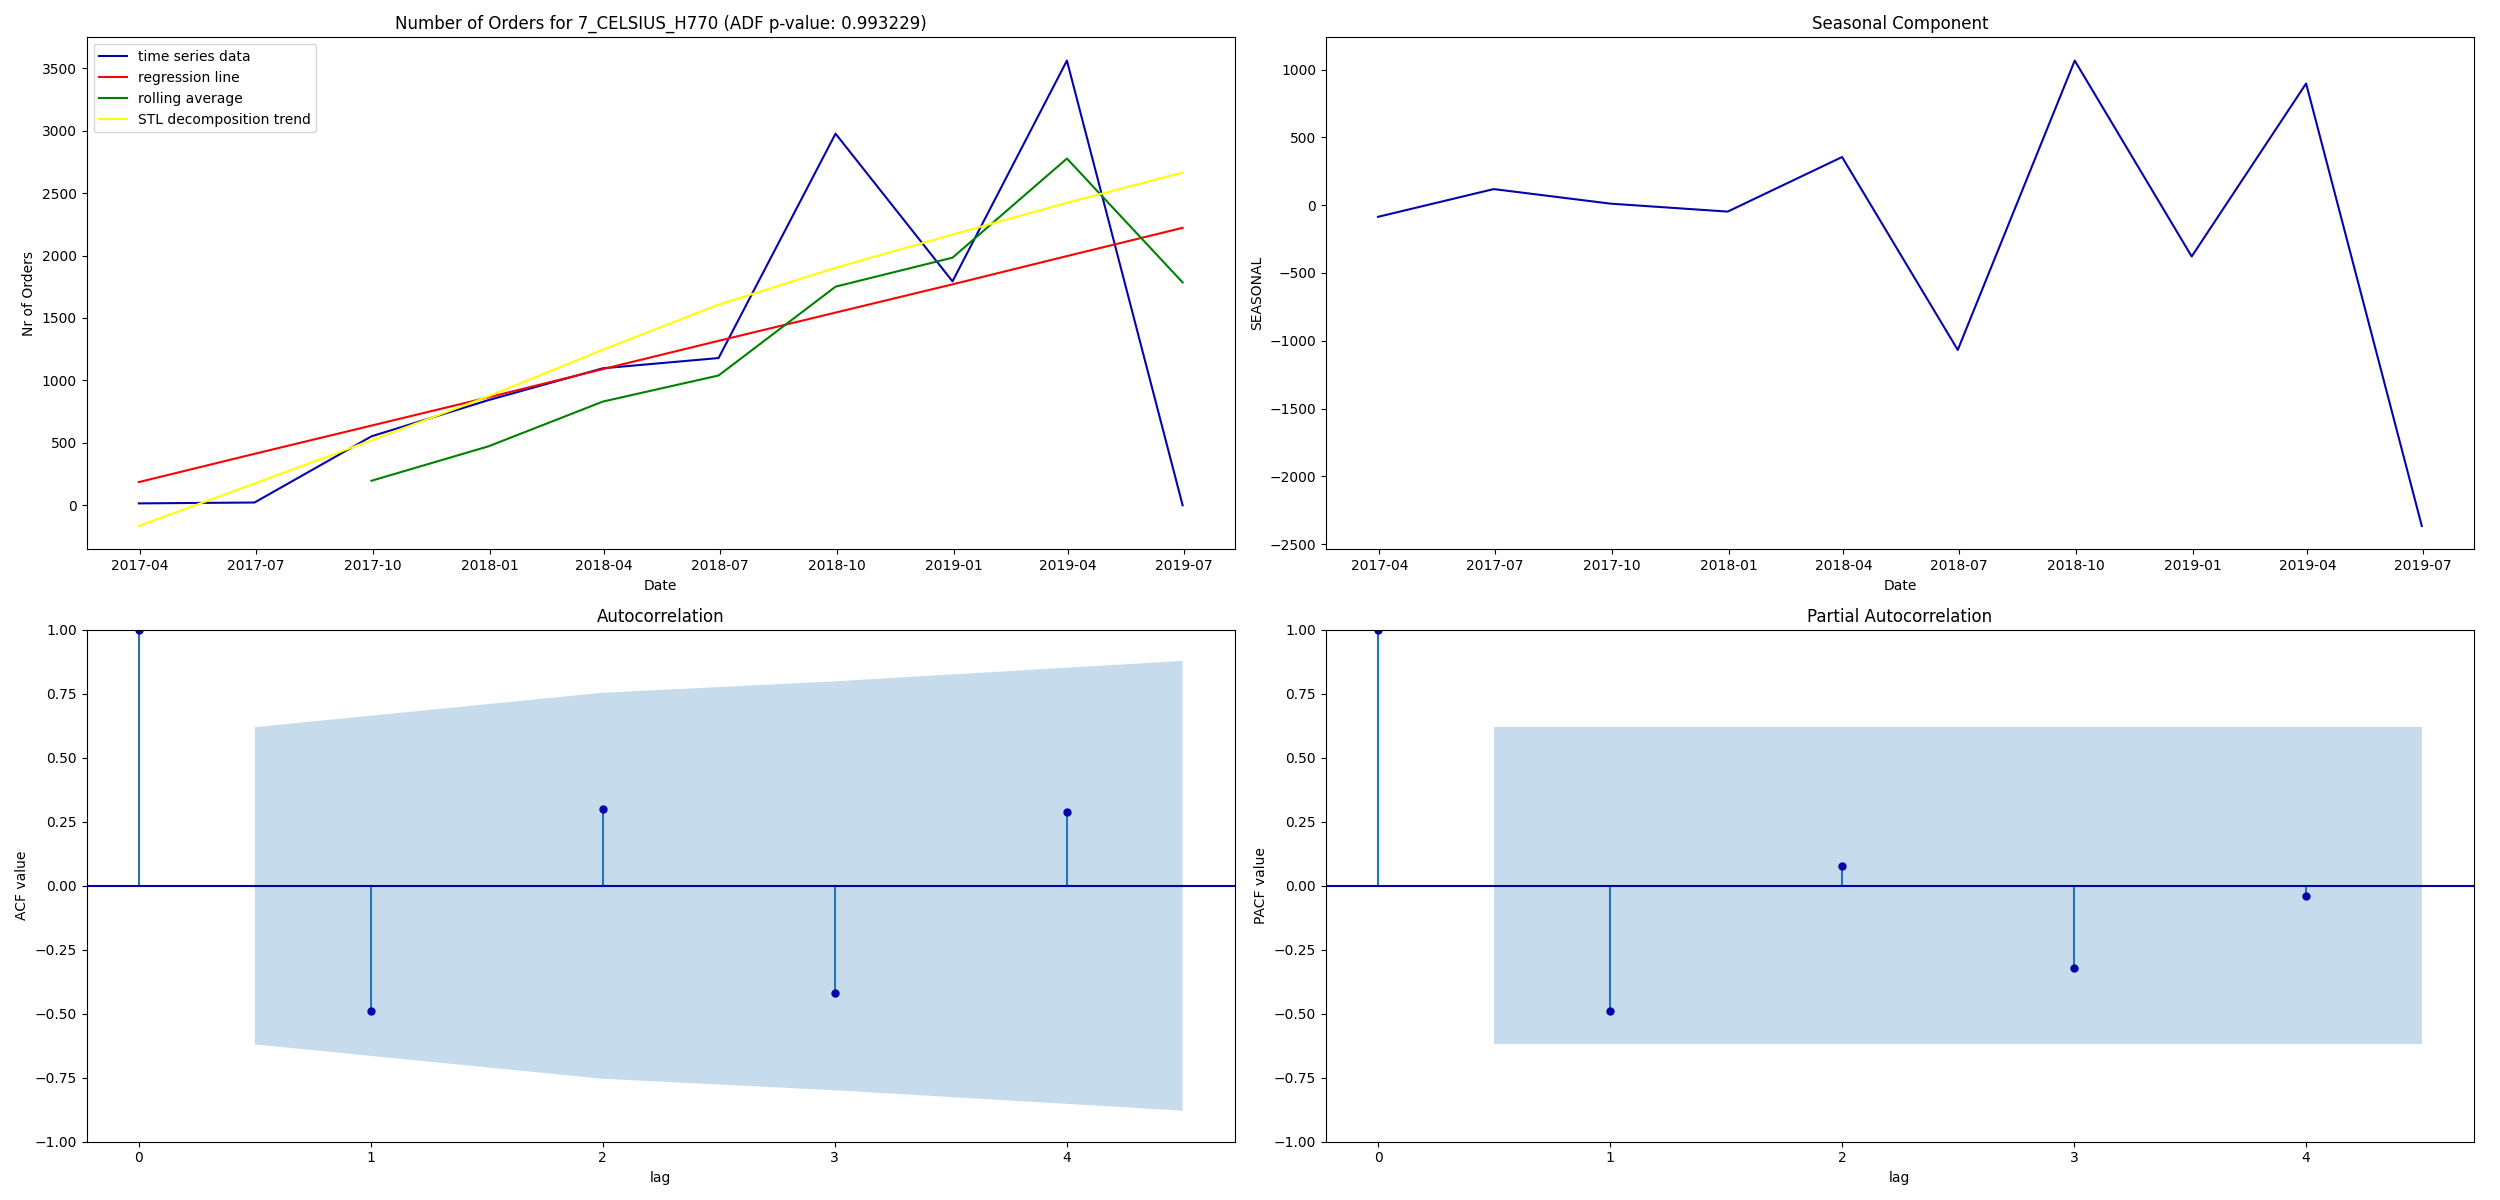 Number of Orders for 7_CELSIUS_H770 (ADF p-value: 0.993229)
time series data
regression line
rolling average
STL decomposition trend
Nr of Orders
3500
3000
2500
2000
1500
1000
500
0
2017-04 2017-07 2017-10 2018-01 2018-04 2018-07 2018-10 2019-01 2019-04 2019-07
Date
Seasonal Component
SEASONAL
1000
500
0
−500
−1000
−1500
−2000
−2500
2017-04 2017-07 2017-10 2018-01 2018-04 2018-07 2018-10 2019-01 2019-04 2019-07
Date
Autocorrelation
ACF value
1.00
0.75
0.50
0.25
0.00
−0.25
−0.50
−0.75
−1.00
0 1 2 3 4
lag
Partial Autocorrelation
PACF value
1.00
0.75
0.50
0.25
0.00
−0.25
−0.50
−0.75
−1.00
0 1 2 3 4
lag